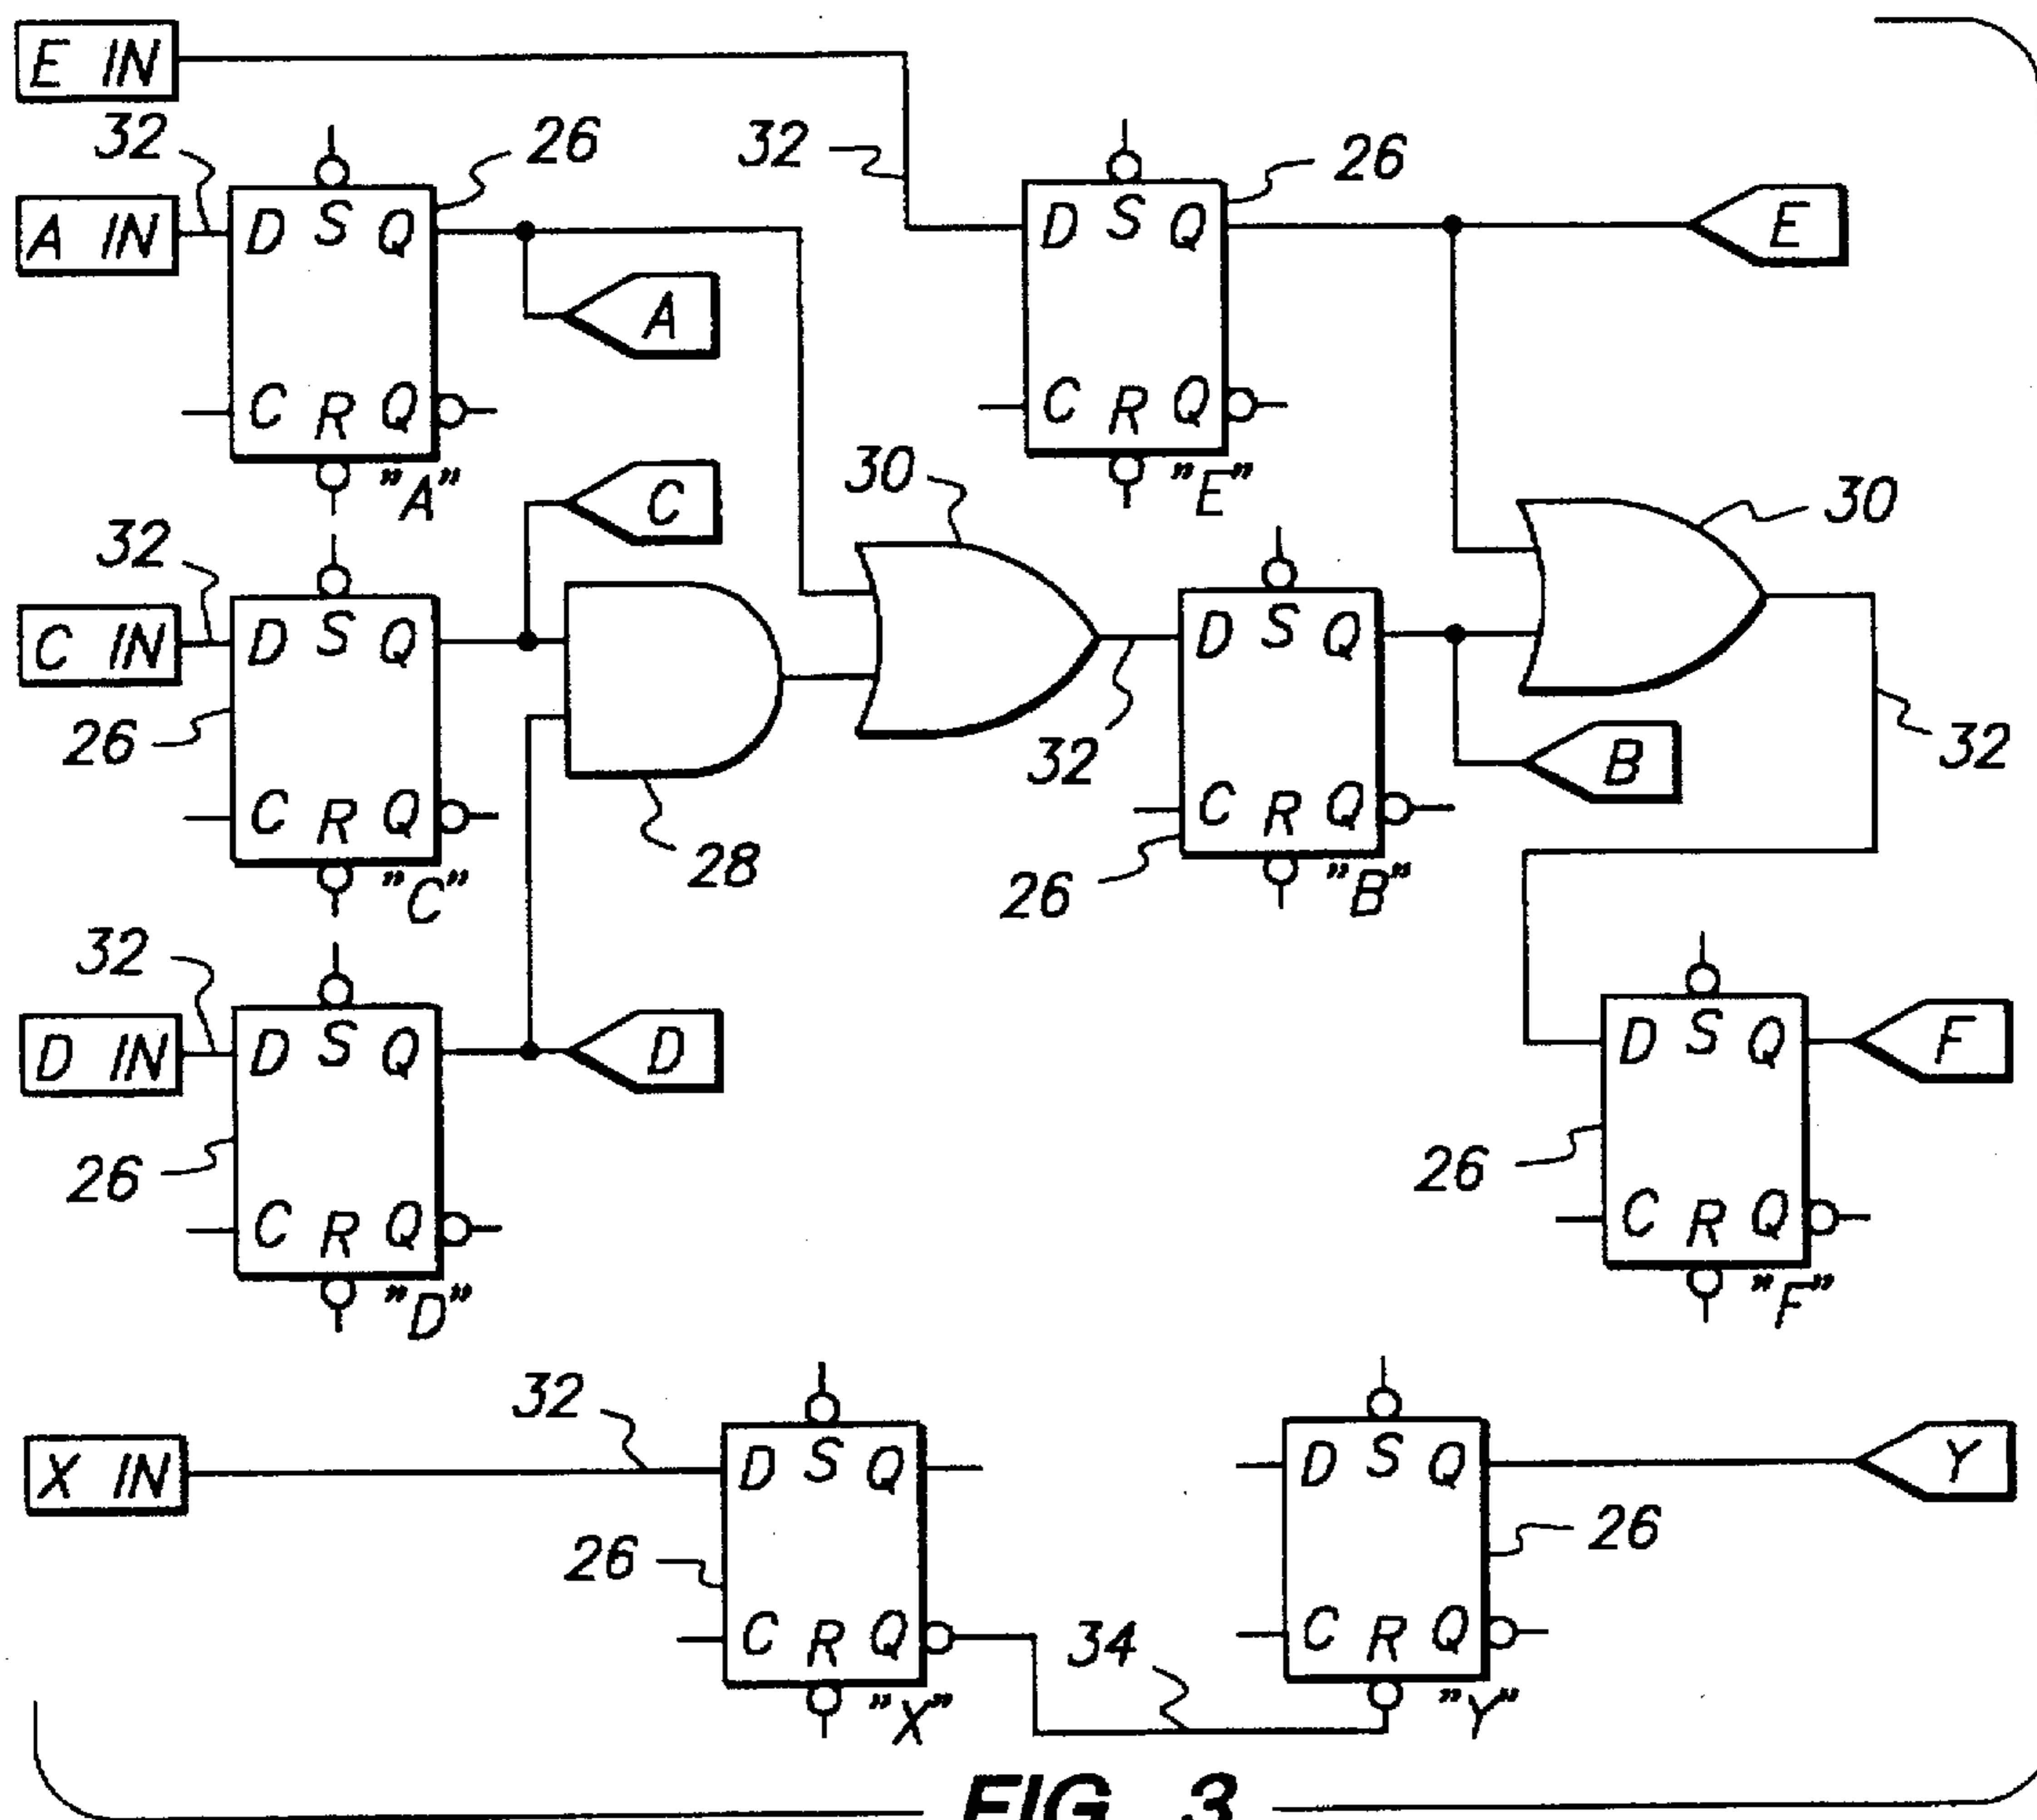 E IN
32
26
32
26
A IN
D S Q
D S Q
E
A
C R Q
C R Q
"A"
"E"
C
30
30
32
C IN
D S Q
D S Q
26
32
32
B
C R Q
C R Q
28
26
"C"
"B"
32
D IN
D S Q
D
D S Q
F
26
26
C R Q
C R Q
"D"
"F"
32
X IN
D S Q
D S Q
Y
26
26
C R Q
34
C R Q
"X"
"Y"
FIG. 3